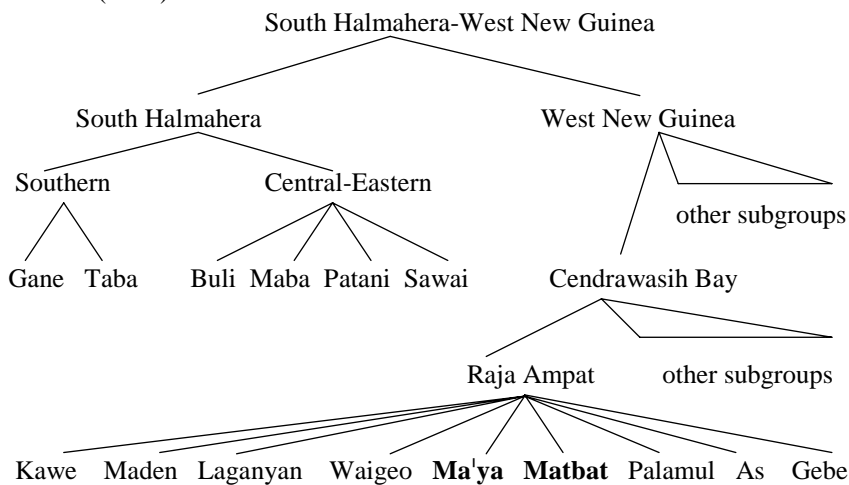 South Halmahera-West New Guinea
South Halmahera West New Guinea
Southern Central-Eastern
other subgroups
Gane Taba Buli Maba Patani Sawai Cendrawasih Bay
Raja Ampat other subgroups
Kawe Maden Laganyan Waigeo Maˈya Matbat Palamul As Gebe